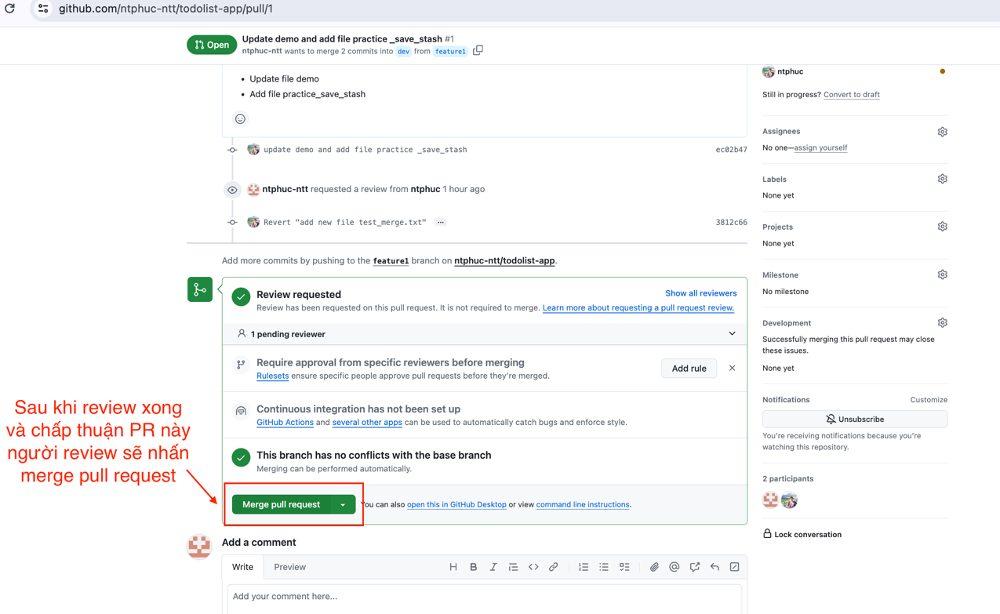 github.com/ntphuc-ntt/todolist-app/pull/1
Open
Update demo and add file practice _save_stash #1
ntphuc-ntt wants to merge 2 commits into dev from feature1
Update file demo
Add file practice_save_stash
update demo and add file practice _save_stash ec02b47
ntphuc-ntt requested a review from ntphuc 1 hour ago
Revert "add new file test_merge.txt" ... 3812c66
Add more commits by pushing to the feature1 branch on ntphuc-ntt/todolist-app.
Review requested
Show all reviewers
Review has been requested on this pull request. It is not required to merge. Learn more about requesting a pull request review.
1 pending reviewer
Require approval from specific reviewers before merging
Rulesets ensure specific people approve pull requests before they're merged.
Add rule
Continuous integration has not been set up
GitHub Actions and several other apps can be used to automatically catch bugs and enforce style.
This branch has no conflicts with the base branch
Merging can be performed automatically.
Sau khi review xong
và chấp thuận PR này
người review sẽ nhấn
merge pull request
Merge pull request
You can also open this in GitHub Desktop or view command line instructions.
Add a comment
Write
Preview
Add your comment here...
ntphuc
Still in progress? Convert to draft
Assignees
No one—assign yourself
Labels
None yet
Projects
None yet
Milestone
No milestone
Development
Successfully merging this pull request may close
these issues.
None yet
Notifications
Customize
Unsubscribe
You're receiving notifications because you're
watching this repository.
2 participants
Lock conversation